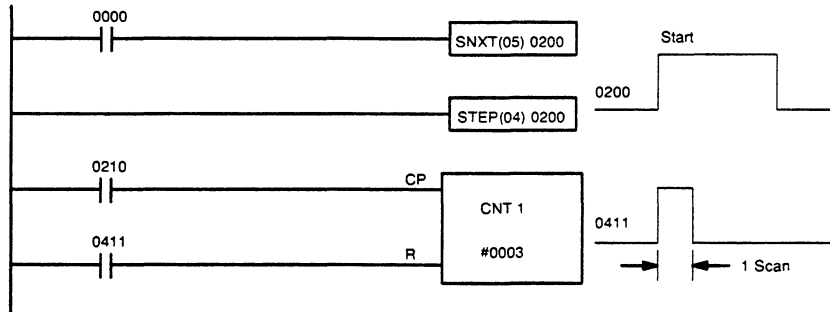 0000
SNXT(05) 0200
Start
0200
STEP(04) 0200
0210
CP
CNT 1
0411
#0003
0411
R
1 Scan